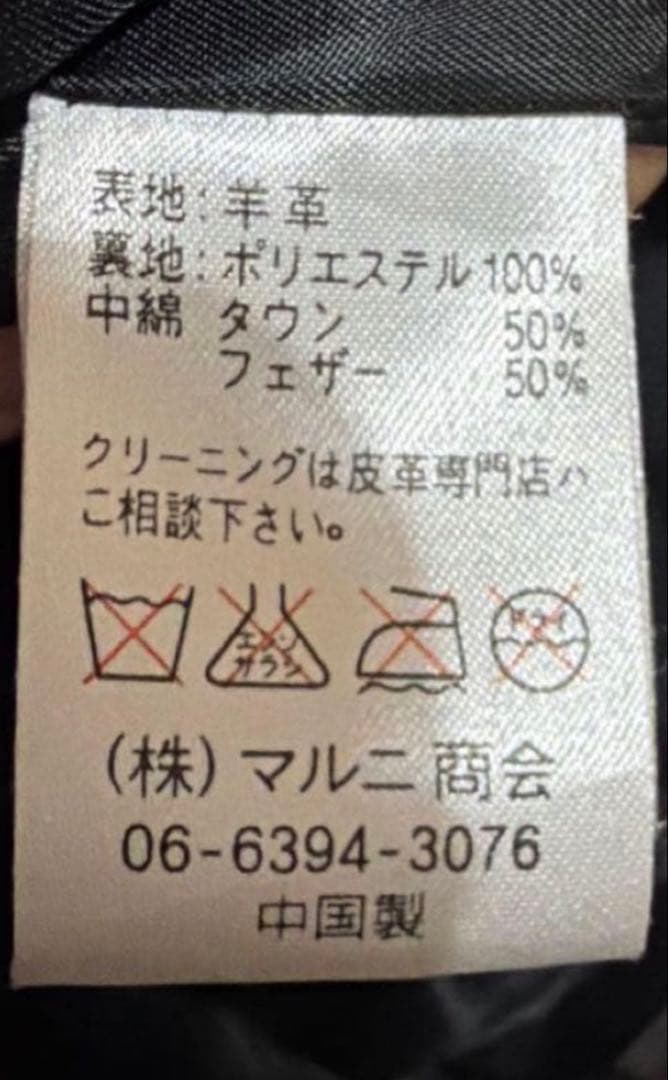 表地:羊革
裏地:ポリエステル100%
中綿 タウン 50%
フェザー 50%
クリーニングは皮革専門店ハ
ご相談下さい。
エンソ
サラシ
ドライ
(株)マルニ商会
06-6394-3076
中国製